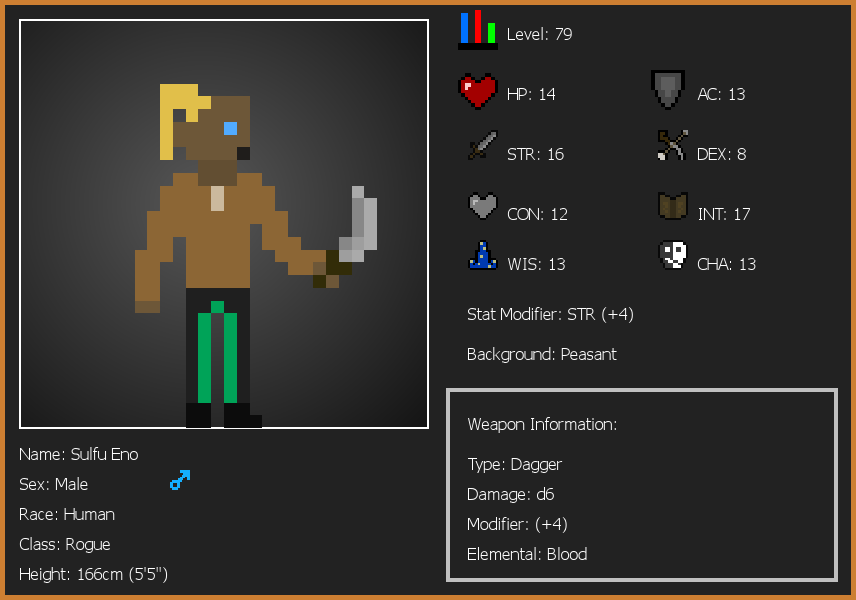 Level: 79
HP: 14
AC: 13
STR: 16
DEX: 8
CON: 12
INT: 17
WIS: 13
CHA: 13
Stat Modifier: STR (+4)
Background: Peasant
Weapon Information:
Type: Dagger
Damage: d6
Modifier: (+4)
Elemental: Blood
Name: Sulfu Eno
Sex: Male
Race: Human
Class: Rogue
Height: 166cm (5'5")